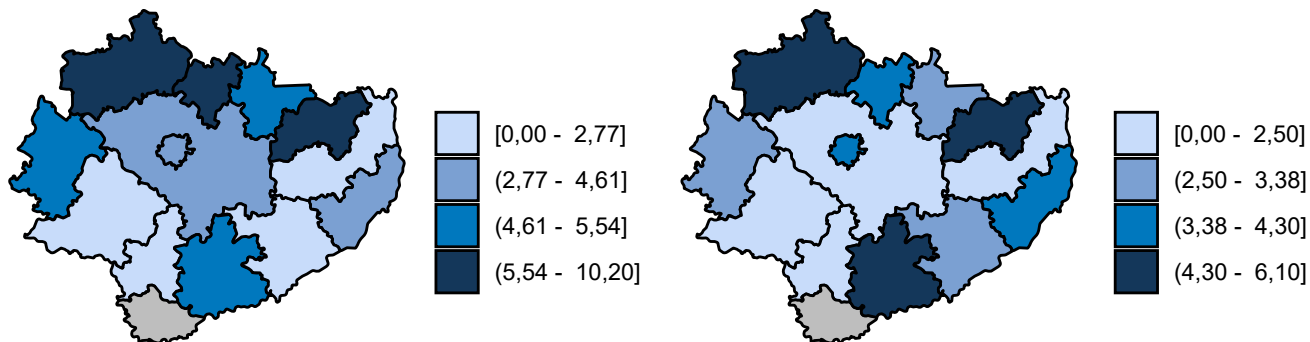 [0,00 - 2,77]
(2,77 - 4,61]
(4,61 - 5,54]
(5,54 - 10,20]
[0,00 - 2,50]
(2,50 - 3,38]
(3,38 - 4,30]
(4,30 - 6,10]